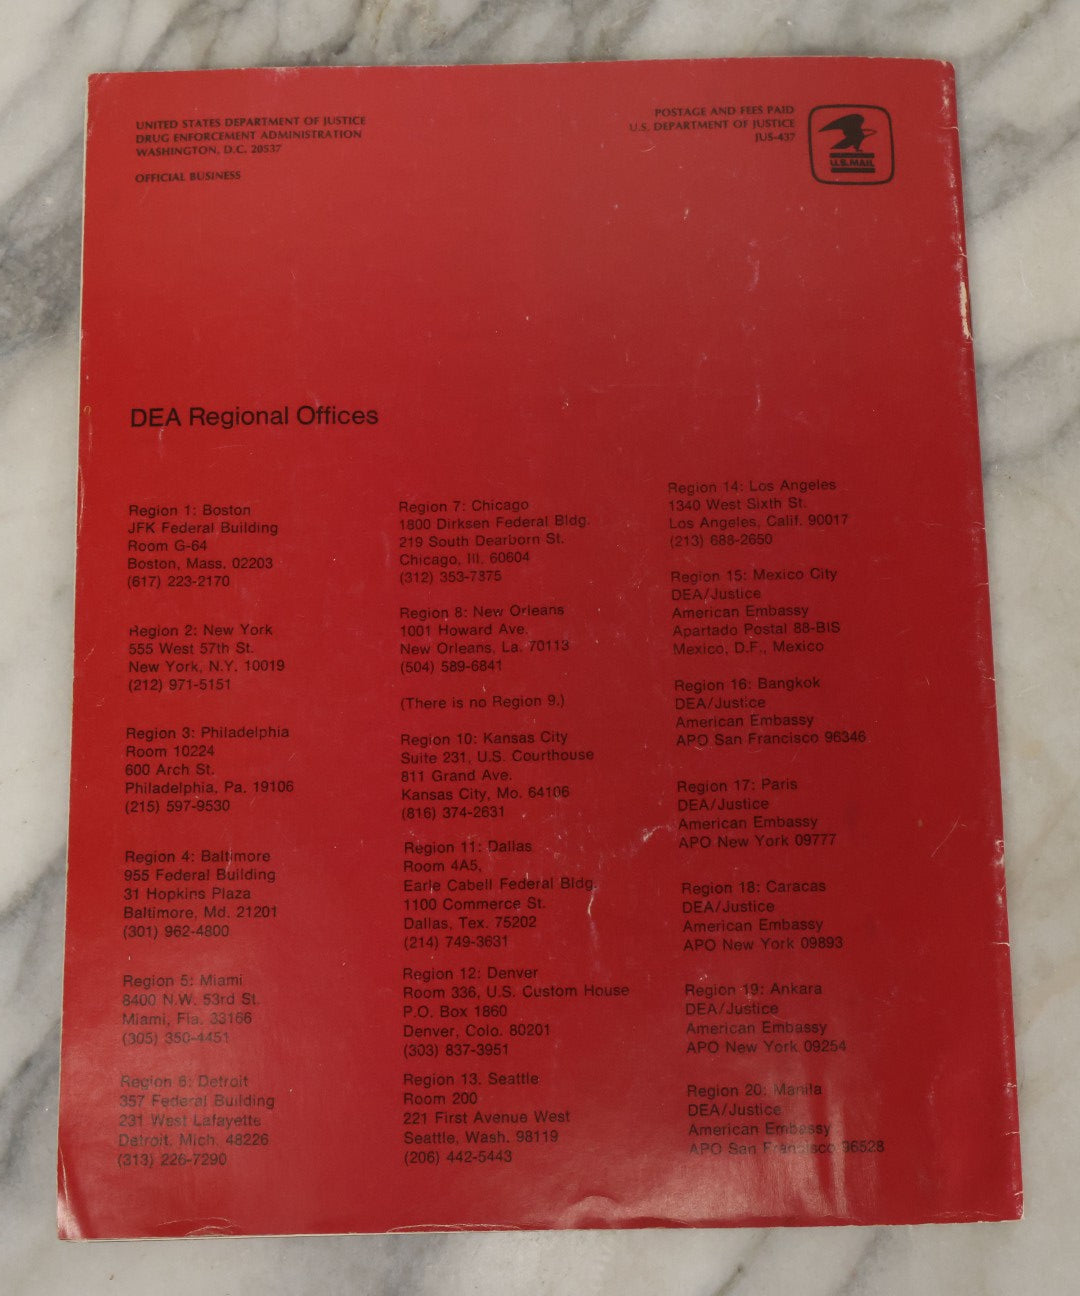 UNITED STATES DEPARTMENT OF JUSTICE
DRUG ENFORCEMENT ADMINISTRATION
WASHINGTON, D.C. 20537
OFFICIAL BUSINESS
POSTAGE AND FEES PAID
U.S. DEPARTMENT OF JUSTICE
JUS-437
U.S.MAIL
DEA Regional Offices
Region 1: Boston
JFK Federal Building
Room G-64
Boston, Mass. 02203
(617) 223-2170
Region 2: New York
555 West 57th St.
New York, N.Y. 10019
(212) 971-5151
Region 3: Philadelphia
Room 10224
600 Arch St.
Philadelphia, Pa. 19106
(215) 597-9530
Region 4: Baltimore
955 Federal Building
31 Hopkins Plaza
Baltimore, Md. 21201
(301) 962-4800
Region 5: Miami
8400 N.W. 53rd St.
Miami, Fla. 33166
(305) 350-4451
Region 6: Detroit
357 Federal Building
231 West Lafayette
Detroit, Mich. 48226
(313) 226-7290
Region 7: Chicago
1800 Dirksen Federal Bldg.
219 South Dearborn St.
Chicago, Ill. 60604
(312) 353-7875
Region 8: New Orleans
1001 Howard Ave.
New Orleans, La. 70113
(504) 589-6841
(There is no Region 9.)
Region 10: Kansas City
Suite 231, U.S. Courthouse
811 Grand Ave.
Kansas City, Mo. 64106
(816) 374-2631
Region 11: Dallas
Room 4A5,
Earle Cabell Federal Bldg.
1100 Commerce St.
Dallas, Tex. 75202
(214) 749-3631
Region 12: Denver
Room 336, U.S. Custom House
P.O. Box 1860
Denver, Colo. 80201
(303) 837-3951
Region 13. Seattle
Room 200
221 First Avenue West
Seattle, Wash. 98119
(206) 442-5443
Region 14: Los Angeles
1340 West Sixth St.
Los Angeles, Calif. 90017
(213) 688-2650
Region 15: Mexico City
DEA/Justice
American Embassy
Apartado Postal 88-BIS
Mexico, D.F., Mexico
Region 16: Bangkok
DEA/Justice
American Embassy
APO San Francisco 96346
Region 17: Paris
DEA/Justice
American Embassy
APO New York 09777
Region 18: Caracas
DEA/Justice
American Embassy
APO New York 09893
Region 19: Ankara
DEA/Justice
American Embassy
APO New York 09254
Region 20: Manila
DEA/Justice
American Embassy
APO San Francisco 96528